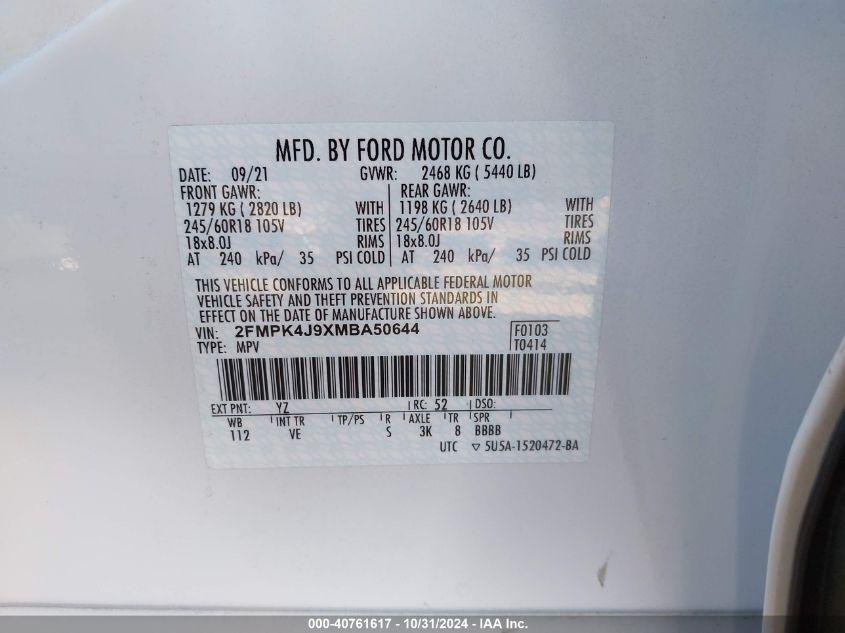 MFD. BY FORD MOTOR CO.
DATE: 09/21 GVWR: 2468 KG ( 5440 LB)
FRONT GAWR: REAR GAWR:
1279 KG ( 2820 LB) WITH 1198 KG ( 2640 LB) WITH
245/60R18 105V TIRES 245/60R18 105V TIRES
18x8.0J RIMS 18x8.0J RIMS
AT 240 kPa/ 35 PSI COLD AT 240 kPa/ 35 PSI COLD
THIS VEHICLE CONFORMS TO ALL APPLICABLE FEDERAL MOTOR
VEHICLE SAFETY AND THEFT PREVENTION STANDARDS IN
EFFECT ON THE DATE OF MANUFACTURE SHOWN ABOVE.
VIN: 2FMPK4J9XMBA50644 F0103
TYPE: MPV T0414
EXT PNT: YZ RC: 52 DSO:
WB INT TR TP/PS R AXLE TR SPR
112 VE S 3K 8 BBBB
UTC ▽ 5U5A-1520472-BA
000-40761617 - 10/31/2024 - US.IAAI.COM